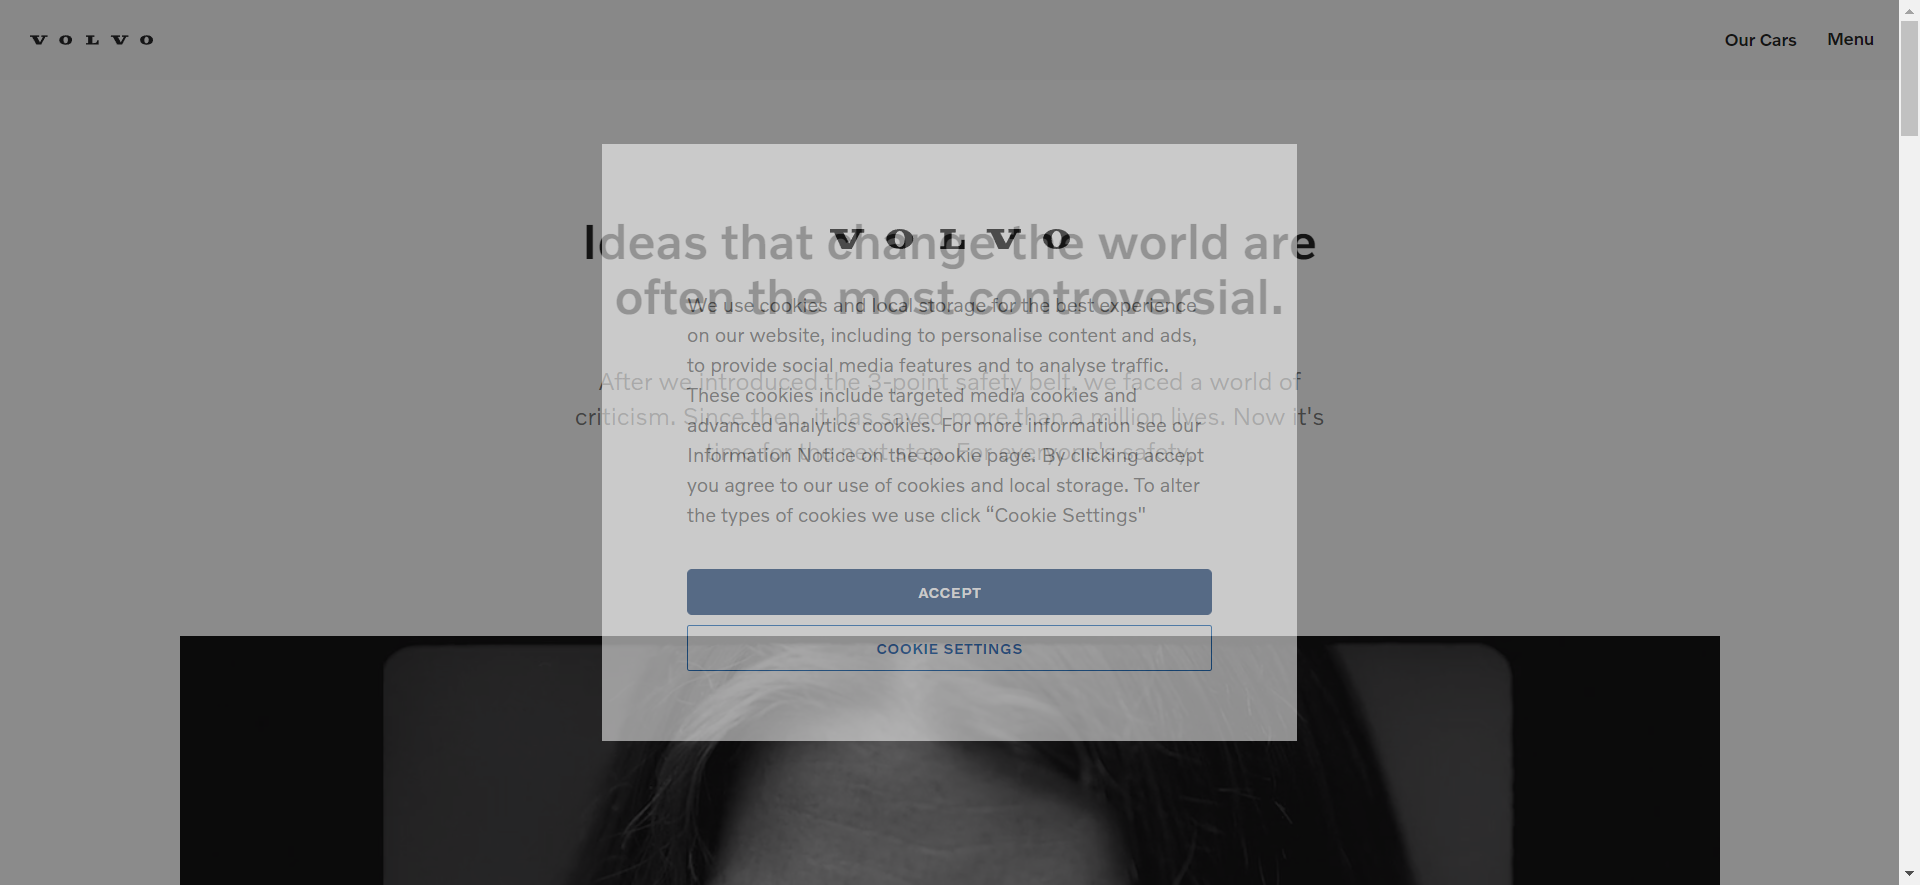 VOLVO
Our Cars
Menu
Ideas that change the world are
often the most controversial.
After we introduced the 3-point safety belt, we faced a world of
criticism. Since then, it has saved more than a million lives. Now it's
time for the next step. For everyone's safety.
VOLVO
We use cookies and local storage for the best experience
on our website, including to personalise content and ads,
to provide social media features and to analyse traffic.
These cookies include targeted media cookies and
advanced analytics cookies. For more information see our
Information Notice on the cookie page. By clicking accept
you agree to our use of cookies and local storage. To alter
the types of cookies we use click “Cookie Settings"
ACCEPT
COOKIE SETTINGS